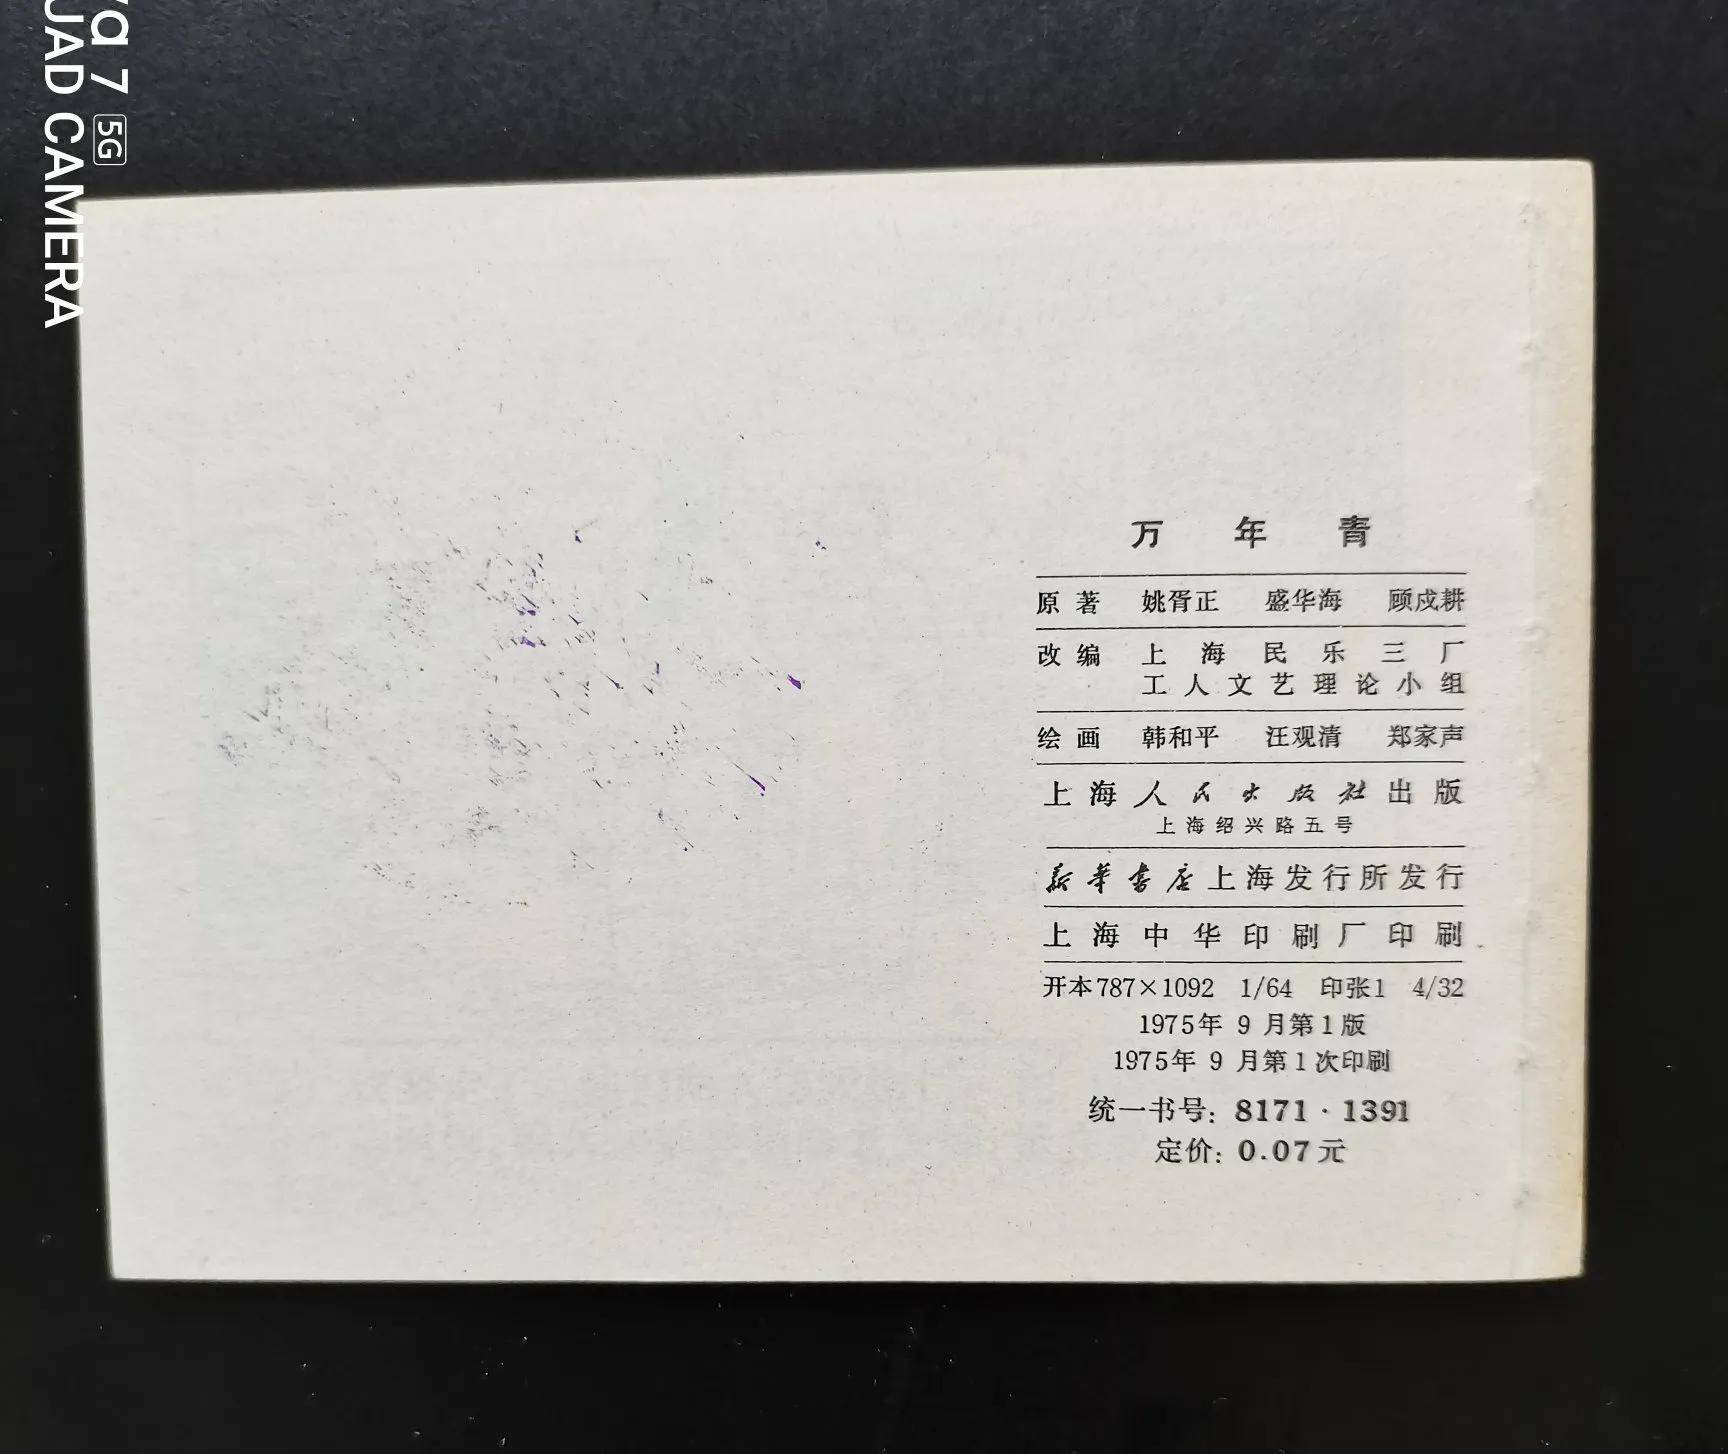 va 7 5G
UAD CAMERA
万年青
原著 姚胥正 盛华海 顾成耕
改编 上海民乐三厂
工人文艺理论小组
绘画 韩和平 汪观清 郑家声
上海人民出版社出版
上海绍兴路五号
新华书店上海发行所发行
上海中华印刷厂印刷
开本787×1092 1/64 印张1 4/32
1975年9月第1版
1975年9月第1次印刷
统一书号：8171·1391
定价：0.07元